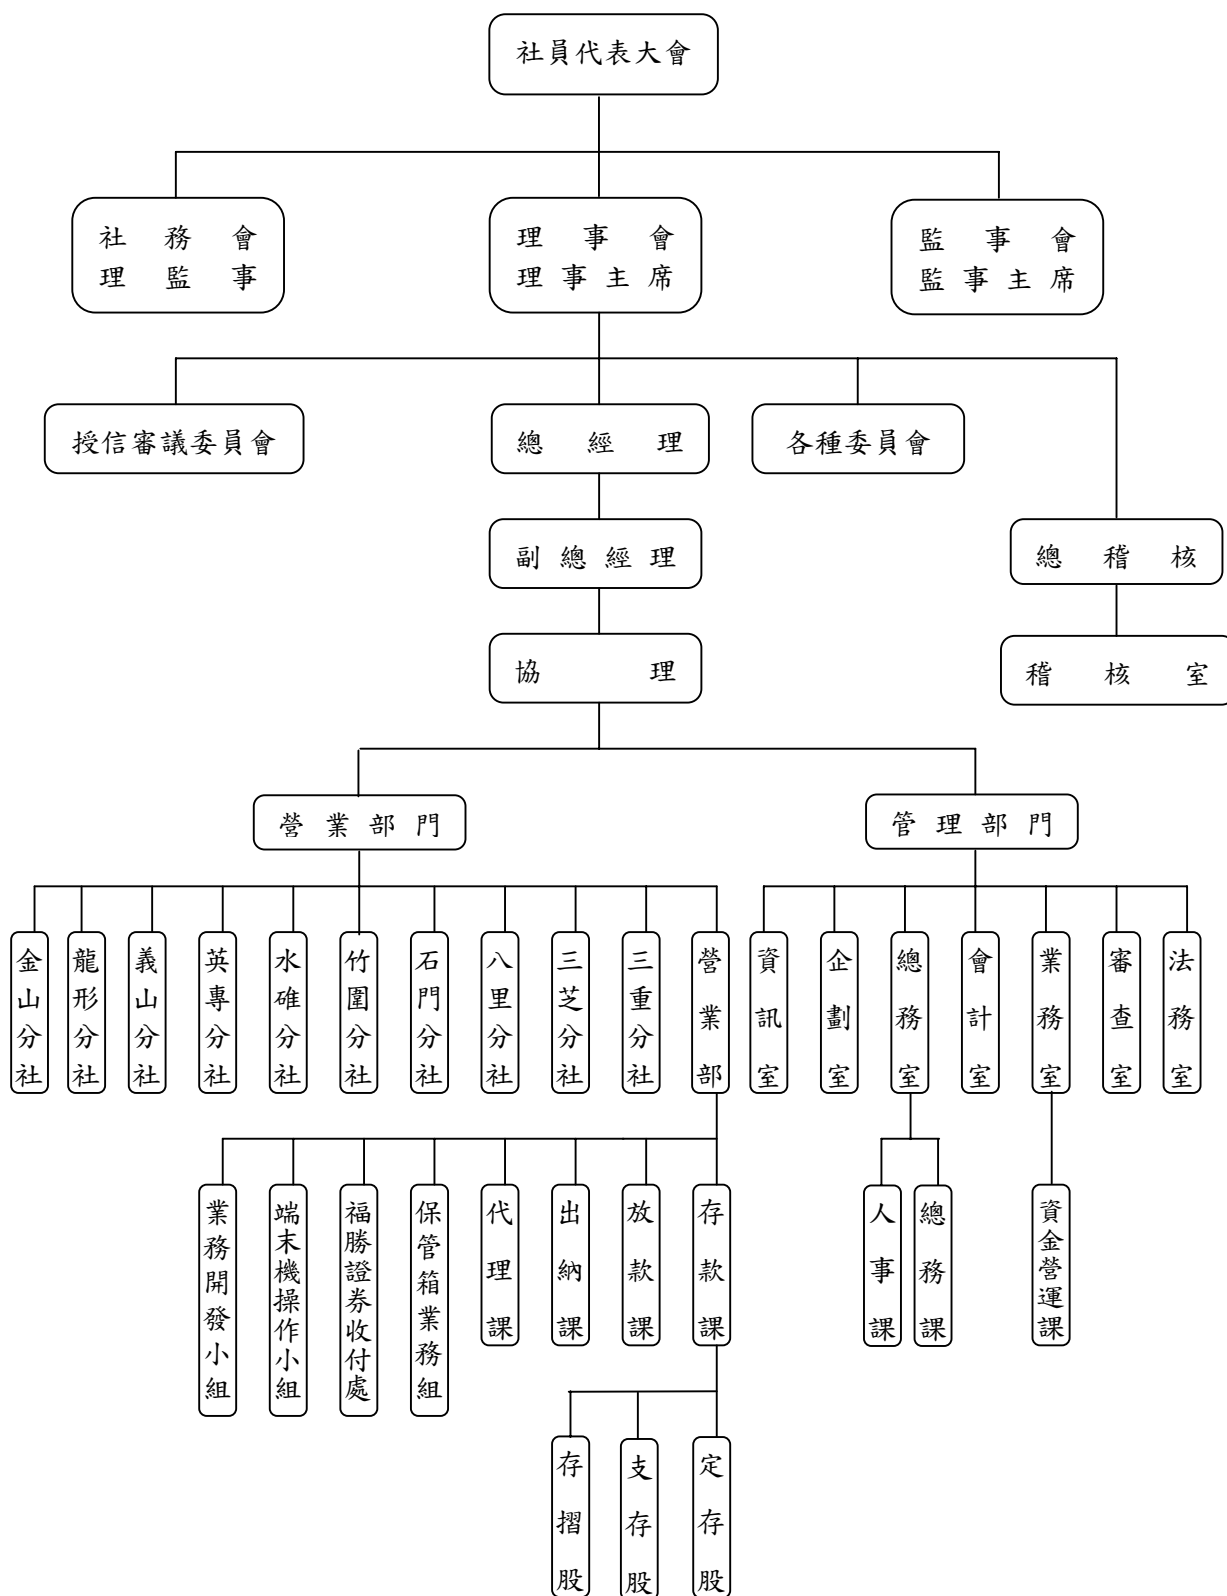 社員代表大會
社務會
理監事
理事會
理事主席
監事會
監事主席
授信審議委員會
總經理
各種委員會
副總經理
總稽核
協理
稽核室
營業部門
管理部門
金山分社
龍形分社
義山分社
英專分社
水碓分社
竹圍分社
石門分社
八里分社
三芝分社
三重分社
營業部
資訊室
企劃室
總務室
會計室
業務室
審查室
法務室
業務開發小組
端末機操作小組
福勝證券收付處
保管箱業務組
代理課
出納課
放款課
存款課
人事課
總務課
資金營運課
存摺股
支存股
定存股